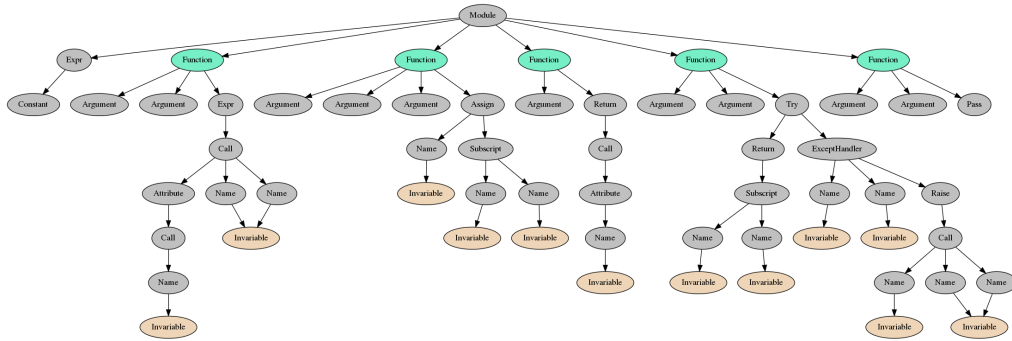 Module
Expr Function Function Function Function Function
Constant Argument Argument Expr Argument Argument Argument Assign Argument Return Argument Argument Try Argument Argument Pass
Call Name Subscript Call Return ExceptHandler
Attribute Name Name Invariable Name Name Attribute Subscript Name Name Raise
Call Invariable Invariable Invariable Name Name Name Invariable Invariable Call
Name Invariable Invariable Invariable Name Name Name
Invariable Invariable Invariable